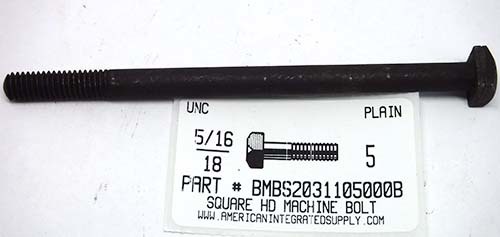 UNC PLAIN
5/16
18 5
PART # BMBS2031105000B
SQUARE HD MACHINE BOLT
WWW.AMERICANINTEGRATEDSUPPLY.COM